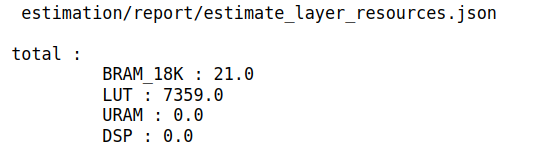 estimation/report/estimate_layer_resources.json
total :
BRAM_18K : 21.0
LUT : 7359.0
URAM : 0.0
DSP : 0.0